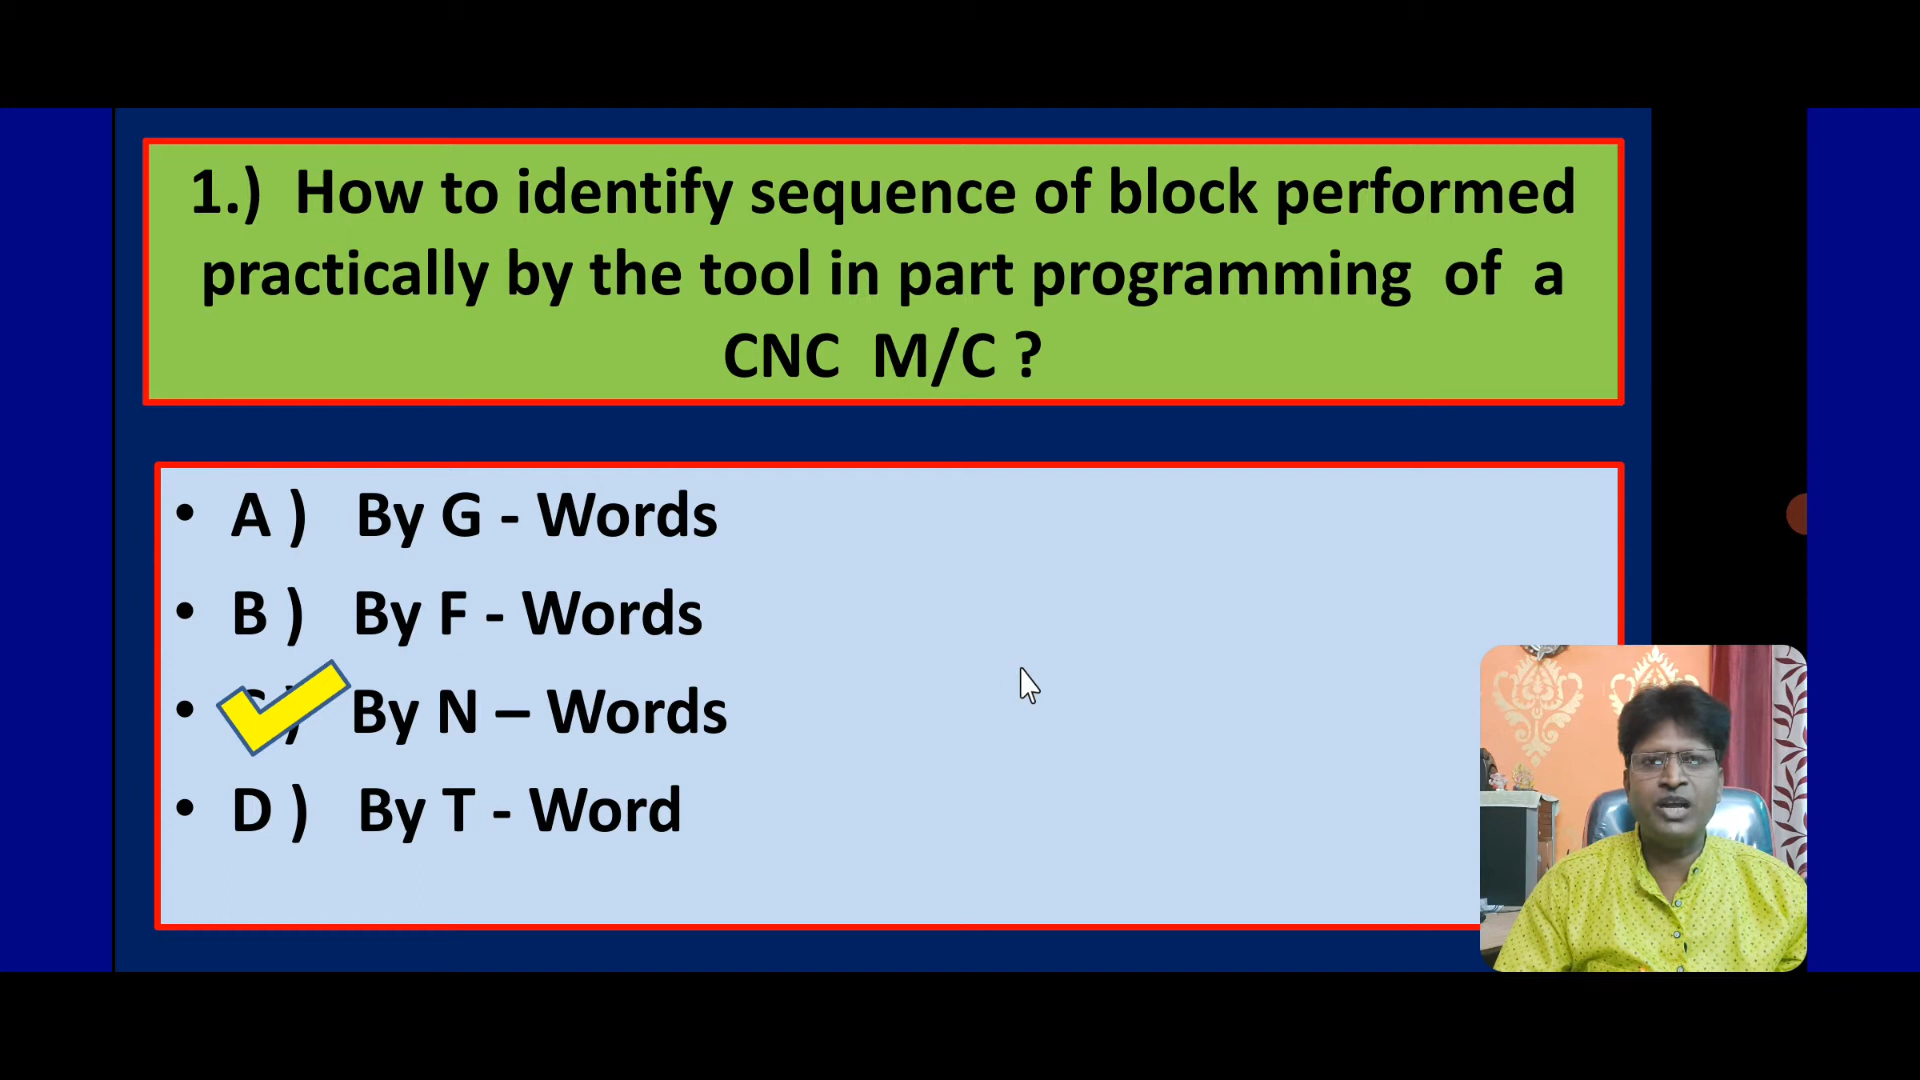 1.) How to identify sequence of block performed
practically by the tool in part programming of a
CNC M/C ?
• A ) By G - Words
• B ) By F - Words
• By N – Words
• D ) By T - Word